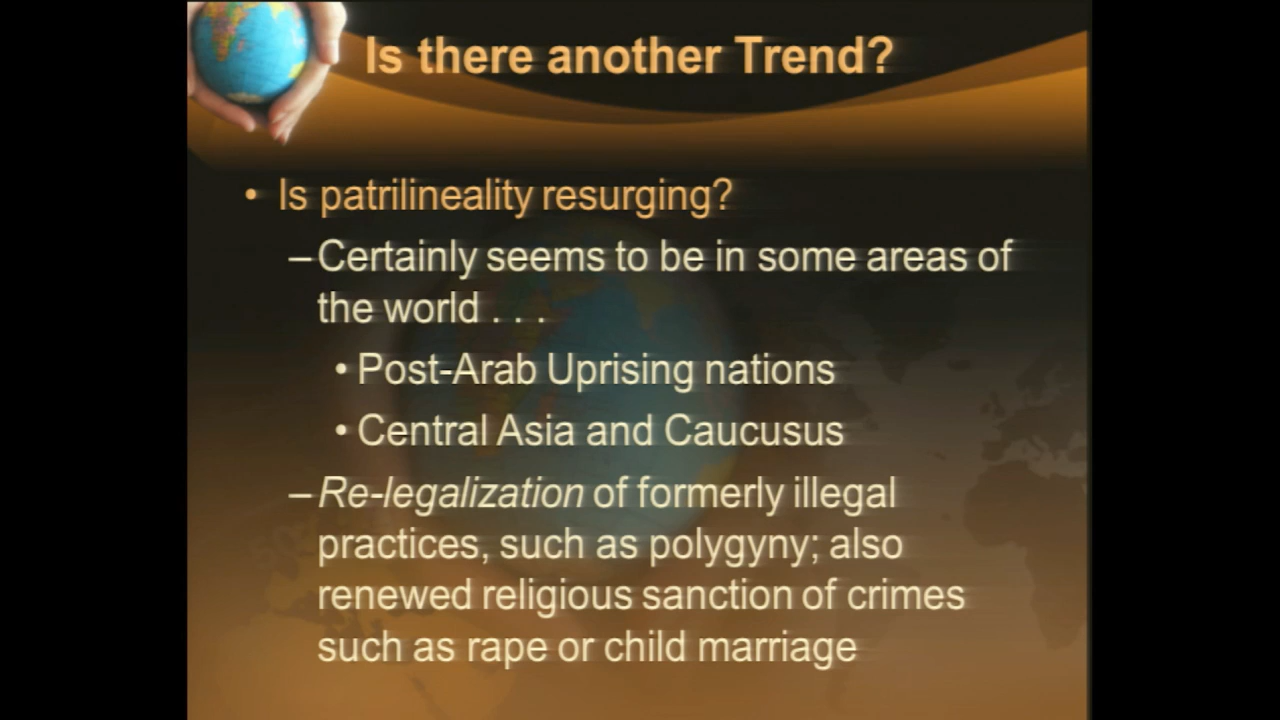 Is there another Trend?
• Is patrilineality resurging?
–Certainly seems to be in some areas of
the world . . .
• Post-Arab Uprising nations
• Central Asia and Caucusus
–Re-legalization of formerly illegal
practices, such as polygyny; also
renewed religious sanction of crimes
such as rape or child marriage